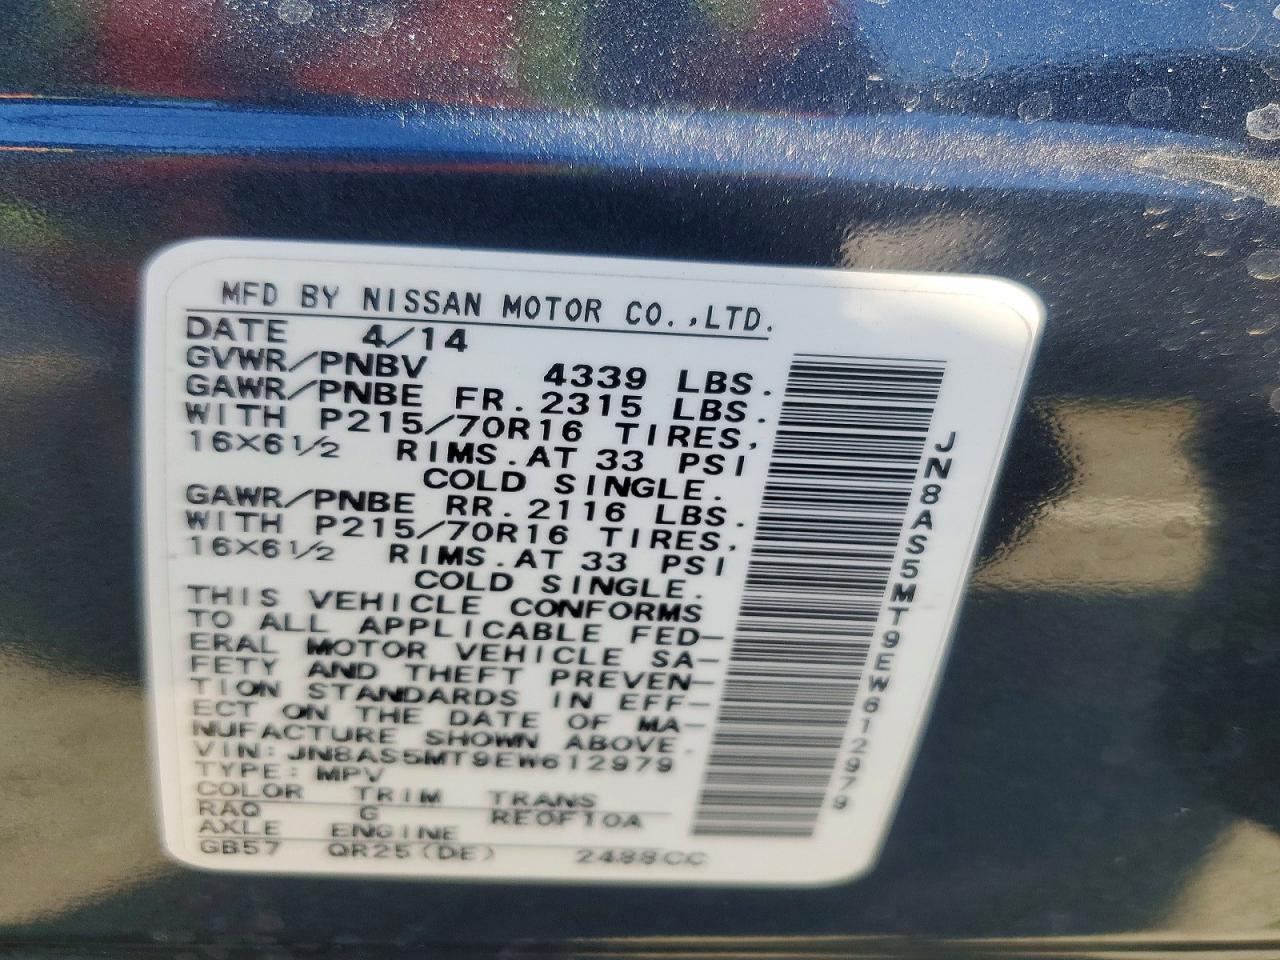 MFD BY NISSAN MOTOR CO.,LTD.
DATE 4/14
GVWR/PNBV 4339 LBS.
GAWR/PNBE FR. 2315 LBS.
WITH P215/70R16 TIRES,
16X6 1/2 RIMS.AT 33 PSI
COLD SINGLE.
GAWR/PNBE RR. 2116 LBS.
WITH P215/70R16 TIRES,
16X6 1/2 RIMS.AT 33 PSI
COLD SINGLE.
THIS VEHICLE CONFORMS
TO ALL APPLICABLE FED-
ERAL MOTOR VEHICLE SA-
FETY AND THEFT PREVEN-
TION STANDARDS IN EFF-
ECT ON THE DATE OF MA-
NUFACTURE SHOWN ABOVE.
VIN: JN8AS5MT9EW612979
TYPE: MPV
COLOR TRIM TRANS
RAQ G RE0F10A
AXLE ENGINE
GB57 QR25(DE) 2488CC
JN8AS5MT9EW612979